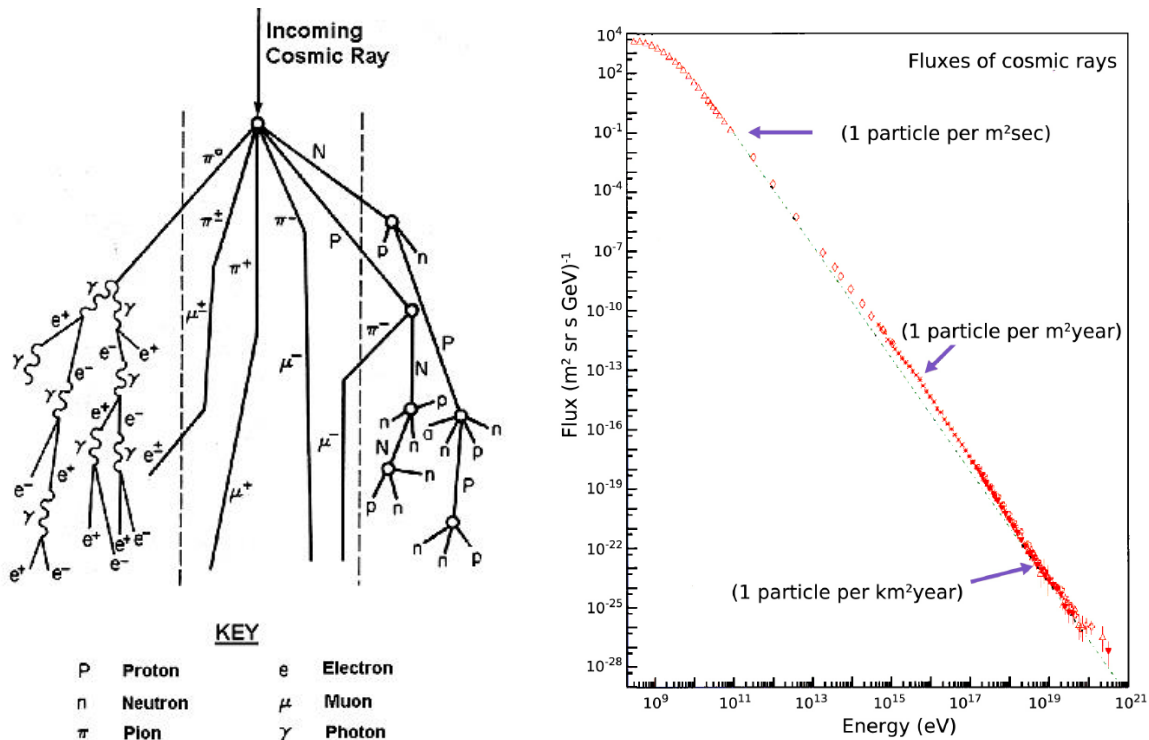 Incoming
Cosmic Ray
π° N
π± π⁻
P
π⁺ p n
γ γ γ
e⁺ μ± π⁻ P
γ e⁻ e⁻ e⁺ μ⁻ N
γ γ
e⁺ e⁻ n n p n
γ γ e± μ⁻ N n p
e⁻ e⁺ μ⁺ p n n P
γ
e⁺ e⁻ e⁺ e⁻ e⁺ e⁻ n n p
KEY
P Proton e Electron
n Neutron μ Muon
π Pion γ Photon
Fluxes of cosmic rays
(1 particle per m²sec)
(1 particle per m²year)
(1 particle per km²year)
Flux (m² sr s GeV)⁻¹
10⁴
10²
10⁻¹
10⁻⁴
10⁻⁷
10⁻¹⁰
10⁻¹³
10⁻¹⁶
10⁻¹⁹
10⁻²²
10⁻²⁵
10⁻²⁸
10⁹ 10¹¹ 10¹³ 10¹⁵ 10¹⁷ 10¹⁹ 10²¹
Energy (eV)